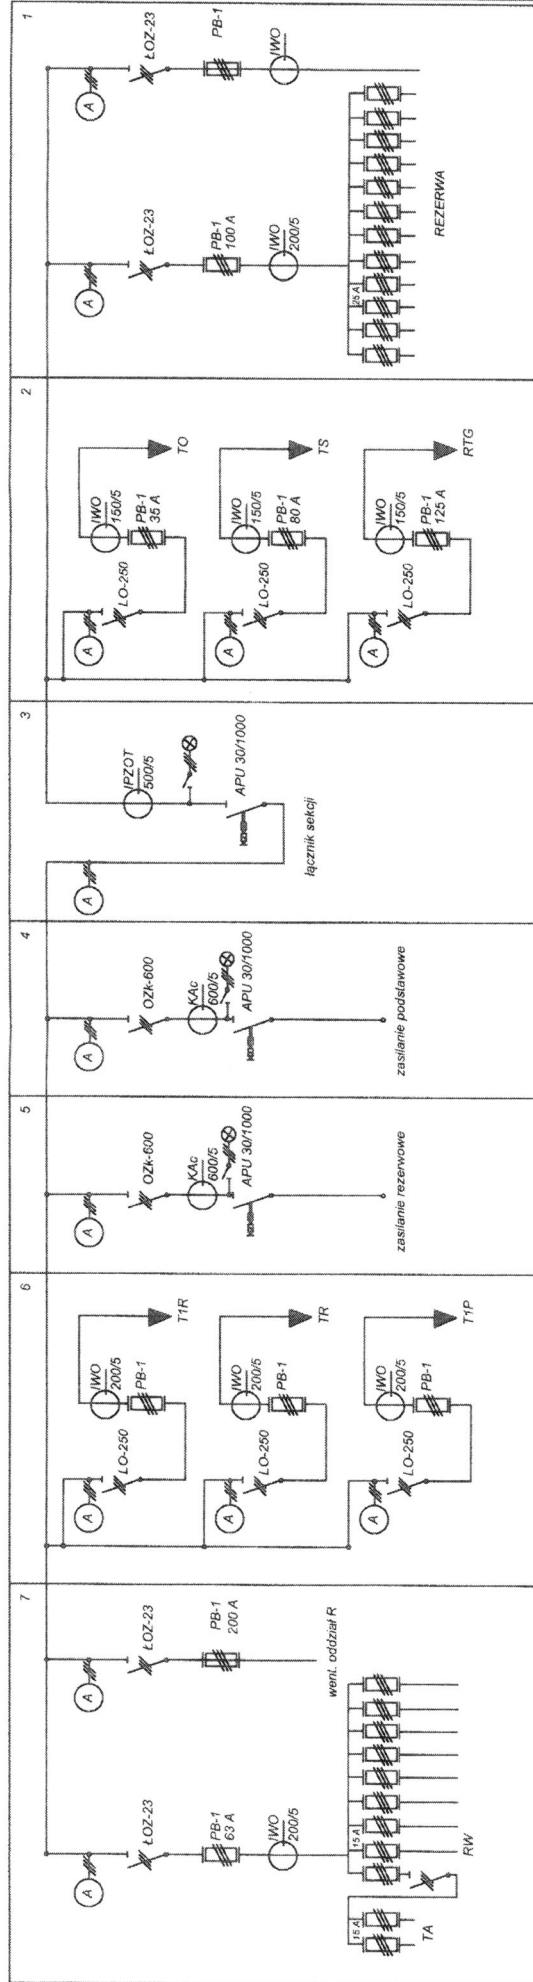 7
A
A
ŁOZ-23
ŁOZ-23
PB-1
63 A
PB-1
200 A
IWO
200/5
went. oddział R
15 A
15 A
RW
TA
6
A
LO-250
IWO
200/5
PB-1
T1R
A
LO-250
IWO
200/5
PB-1
TR
A
LO-250
IWO
200/5
PB-1
T1P
5
A
OZk-600
KAc
600/5
APU 30/1000
zasilanie rezerwowe
4
A
OZk-600
KAc
600/5
APU 30/1000
zasilanie podstawowe
3
A
IPZOT
500/5
APU 30/1000
łącznik sekcji
2
A
LO-250
IWO
150/5
PB-1
35 A
TO
A
LO-250
IWO
150/5
PB-1
80 A
TS
A
LO-250
IWO
150/5
PB-1
125 A
RTG
1
A
A
ŁOZ-23
ŁOZ-23
PB-1
100 A
PB-1
IWO
200/5
IWO
25 A
REZERWA